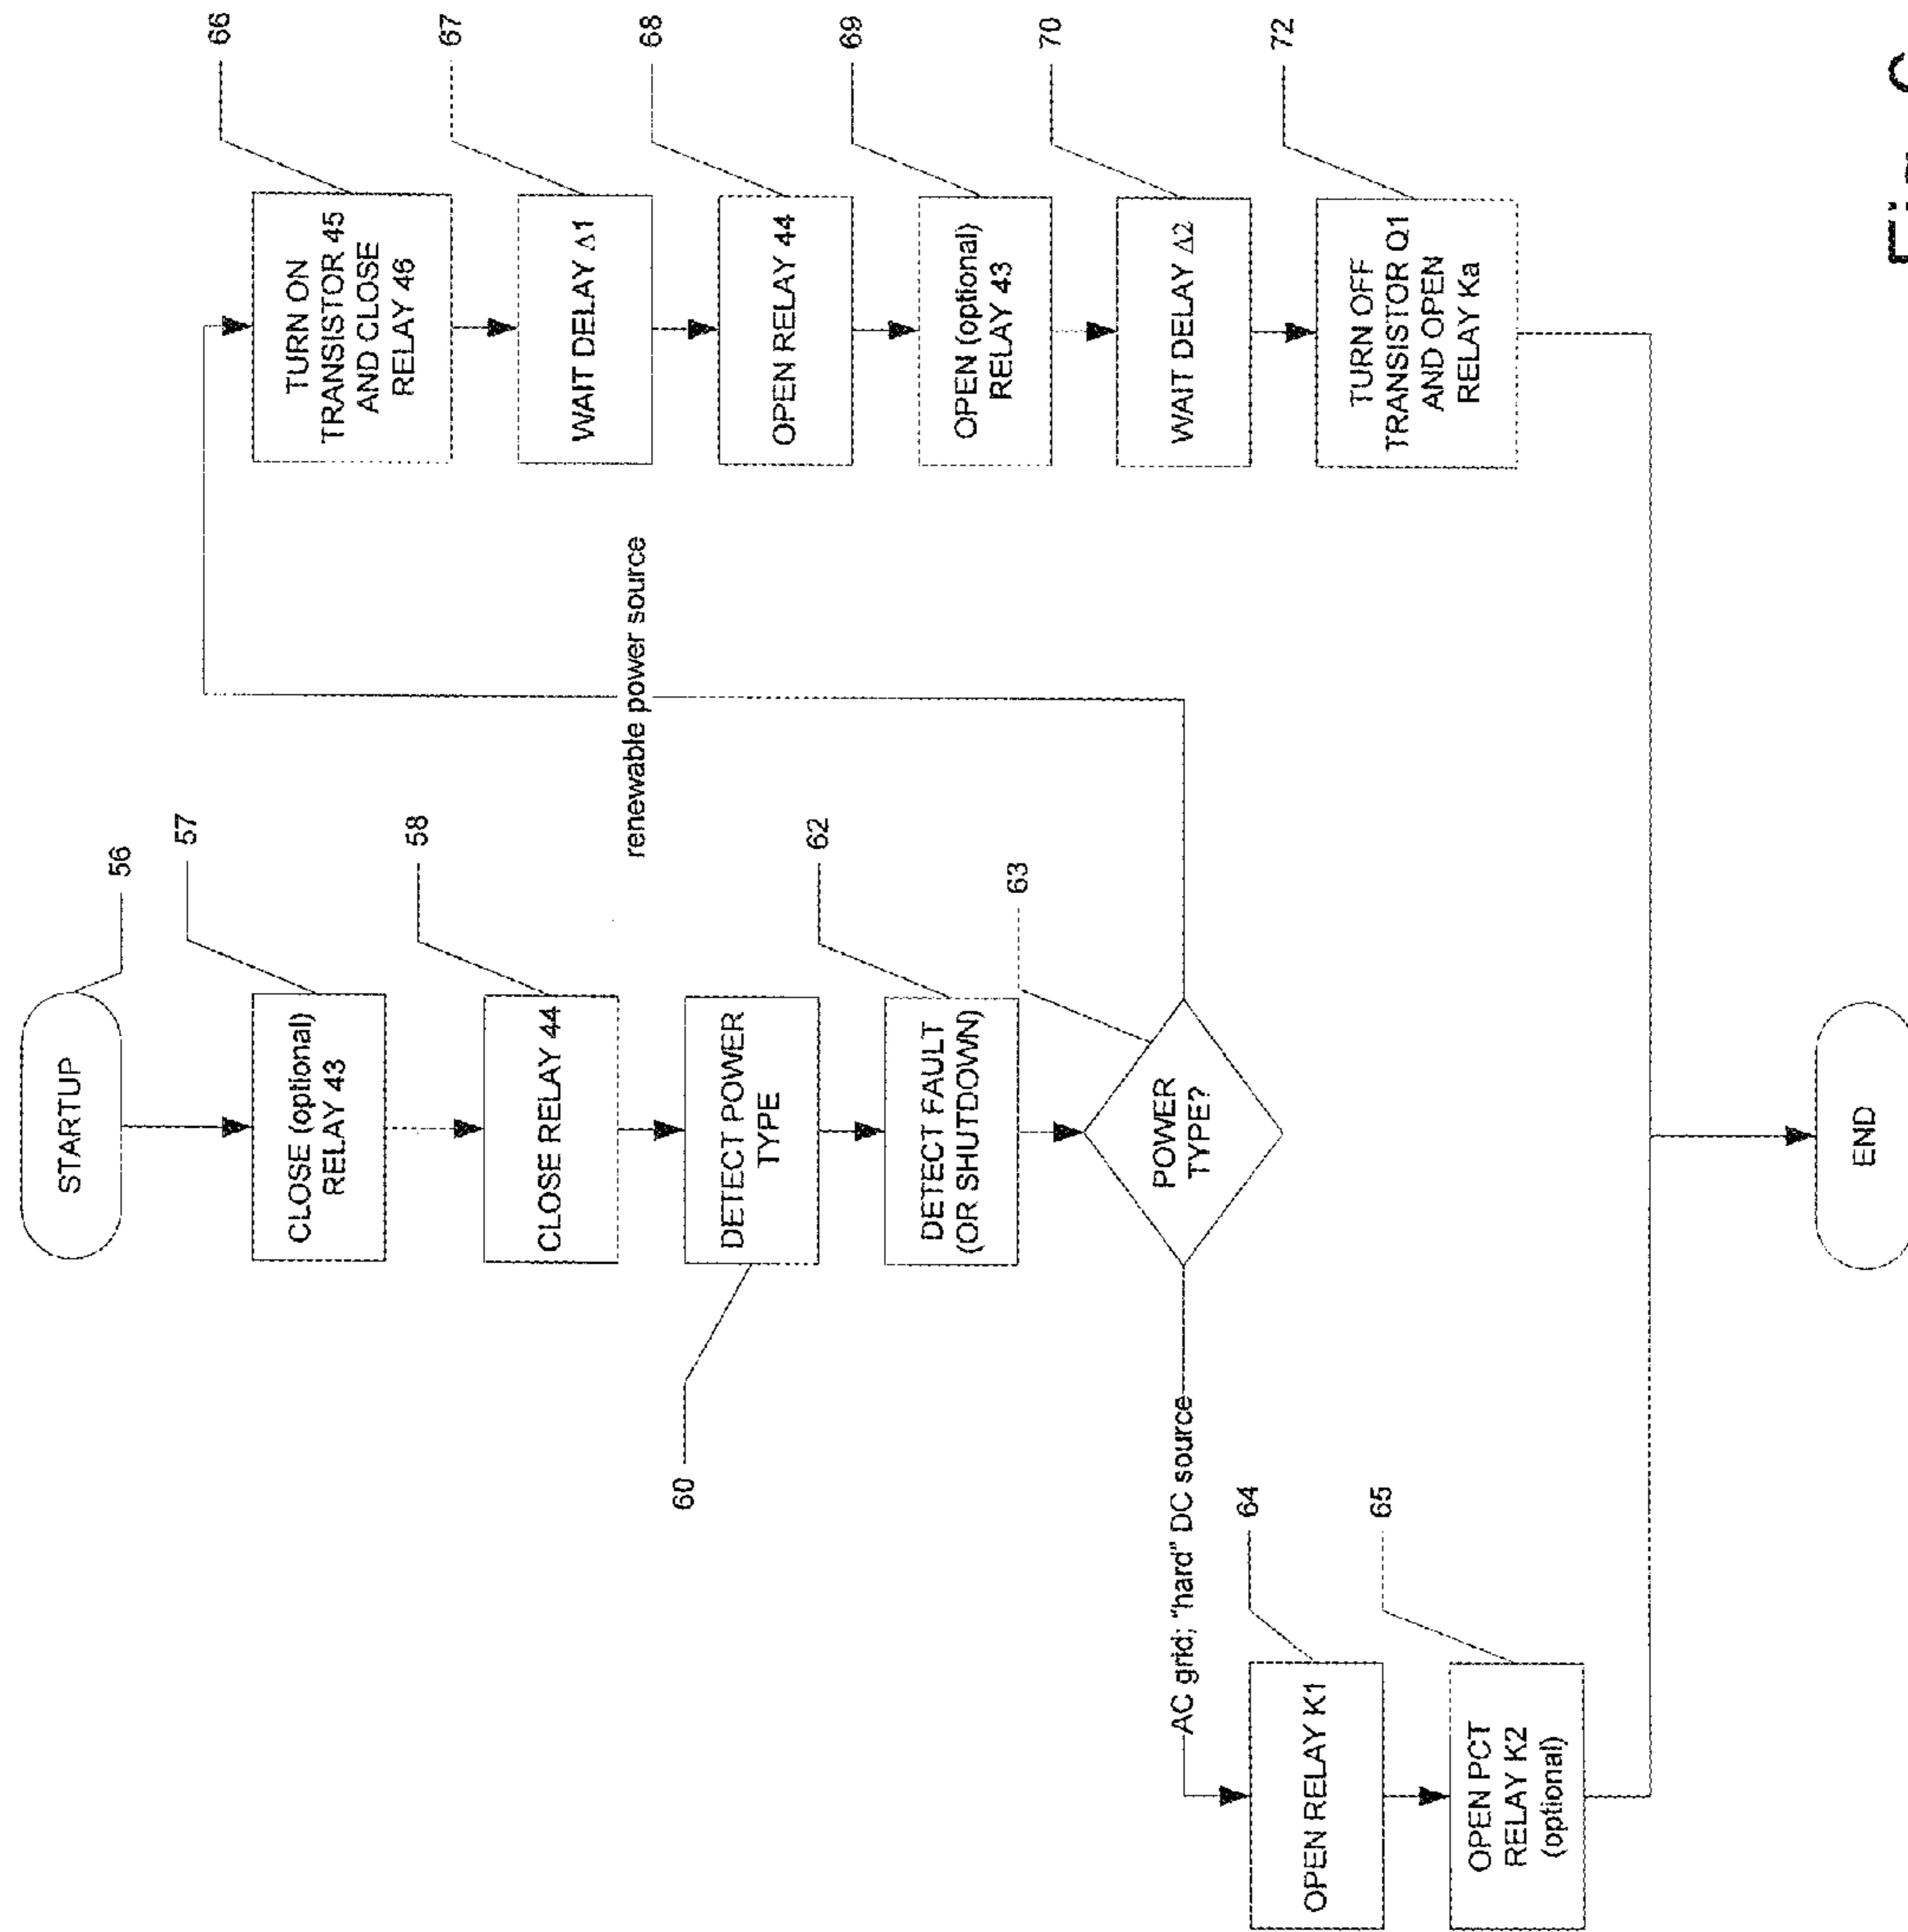 STARTUP
56
CLOSE (optional)
RELAY 43
57
CLOSE RELAY 44
58
DETECT POWER
TYPE
60
DETECT FAULT
(OR SHUTDOWN)
62
POWER
TYPE?
63
AC grid; "hard" DC source
OPEN RELAY K1
64
OPEN PCT
RELAY K2
(optional)
65
renewable power source
TURN ON
TRANSISTOR 45
AND CLOSE
RELAY 46
66
WAIT DELAY Δ1
67
OPEN RELAY 44
68
OPEN (optional)
RELAY 43
69
WAIT DELAY Δ2
70
TURN OFF
TRANSISTOR Q1
AND OPEN
RELAY Ka
72
END